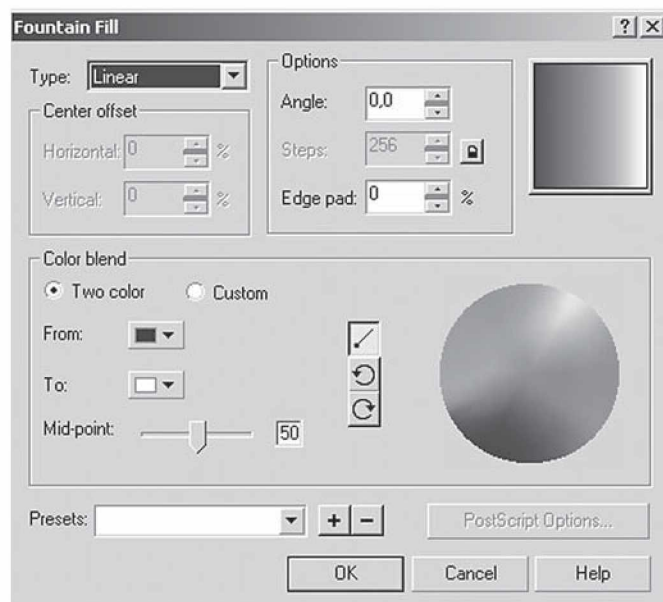 Fountain Fill
Type: Linear
Options
Angle: 0,0
Steps: 256
Edge pad: 0 %
Center offset
Horizontal: 0 %
Vertical: 0 %
Color blend
Two color Custom
From:
To:
Mid-point: 50
Presets:
PostScript Options...
OK Cancel Help